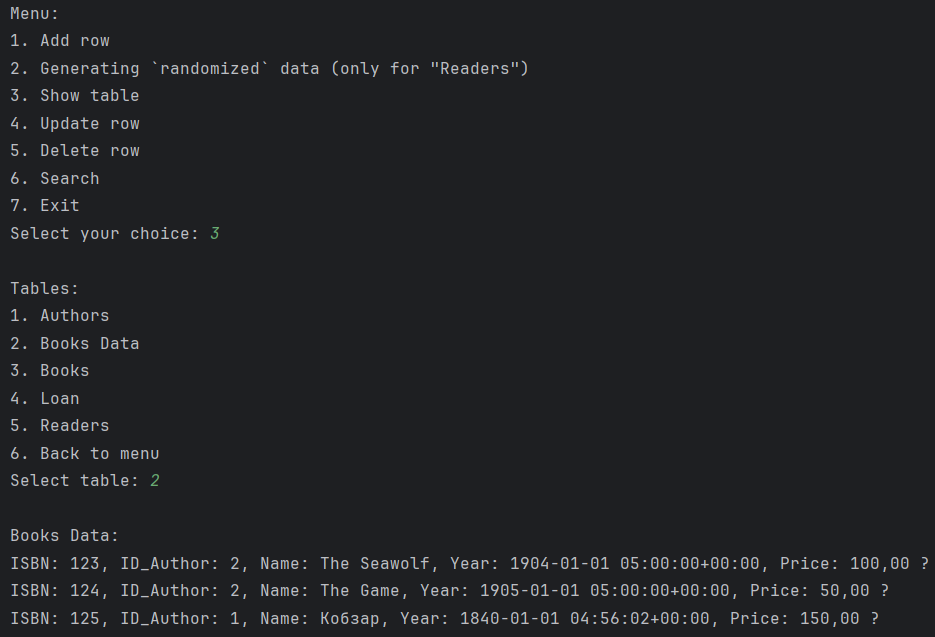 Menu:
1. Add row
2. Generating `randomized` data (only for "Readers")
3. Show table
4. Update row
5. Delete row
6. Search
7. Exit
Select your choice: 3
Tables:
1. Authors
2. Books Data
3. Books
4. Loan
5. Readers
6. Back to menu
Select table: 2
Books Data:
ISBN: 123, ID_Author: 2, Name: The Seawolf, Year: 1904-01-01 05:00:00+00:00, Price: 100,00 ?
ISBN: 124, ID_Author: 2, Name: The Game, Year: 1905-01-01 05:00:00+00:00, Price: 50,00 ?
ISBN: 125, ID_Author: 1, Name: Кобзар, Year: 1840-01-01 04:56:02+00:00, Price: 150,00 ?